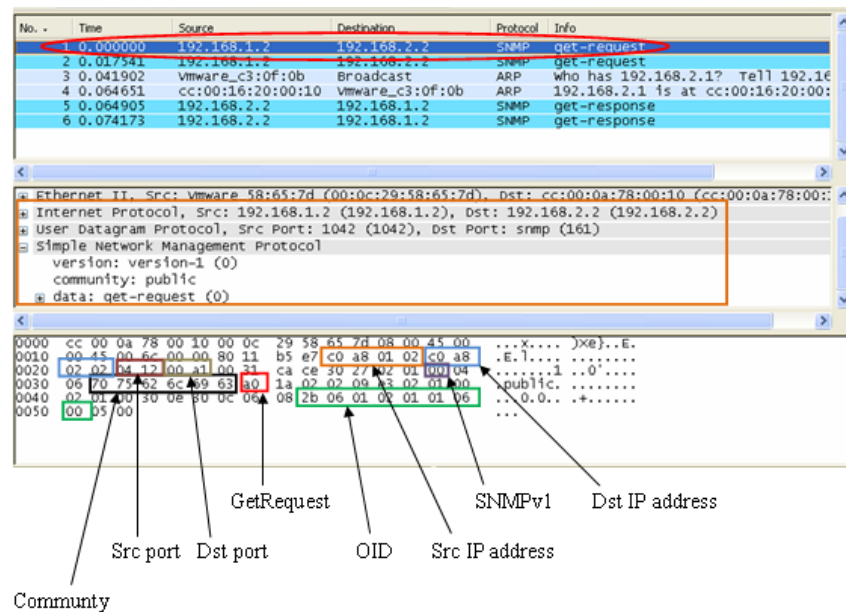 No. - Time Source Destination Protocol Info
1 0.000000 192.168.1.2 192.168.2.2 SNMP get-request
2 0.017541 192.168.1.2 192.168.2.2 SNMP get-request
3 0.041902 Vmware_c3:0f:0b Broadcast ARP Who has 192.168.2.1? Tell 192.16
4 0.064651 cc:00:16:20:00:10 Vmware_c3:0f:0b ARP 192.168.2.1 is at cc:00:16:20:00:
5 0.064905 192.168.2.2 192.168.1.2 SNMP get-response
6 0.074173 192.168.2.2 192.168.1.2 SNMP get-response
Ethernet II, Src: Vmware_58:65:7d (00:0c:29:58:65:7d), Dst: cc:00:0a:78:00:10 (cc:00:0a:78:00:
Internet Protocol, Src: 192.168.1.2 (192.168.1.2), Dst: 192.168.2.2 (192.168.2.2)
User Datagram Protocol, Src Port: 1042 (1042), Dst Port: snmp (161)
Simple Network Management Protocol
version: version-1 (0)
community: public
data: get-request (0)
0000 cc 00 0a 78 00 10 00 0c 29 58 65 7d 08 00 45 00 ...x.... )Xe}..E.
0010 00 45 00 6c 00 00 80 11 b5 e7 c0 a8 01 02 c0 a8 .E.l.... ........
0020 02 02 04 12 00 a1 00 31 ca ce 30 27 02 01 00 04 .......1 ..0'....
0030 06 70 75 62 6c 69 63 a0 1a 02 02 09 02 01 00 .public. ........
0040 02 01 00 30 0e 30 0c 06 08 2b 06 01 02 01 01 06 ...0.0.. .+......
0050 00 05 00 ...
GetRequest SNMPv1 Dst IP address
Src port Dst port OID Src IP address
Communty